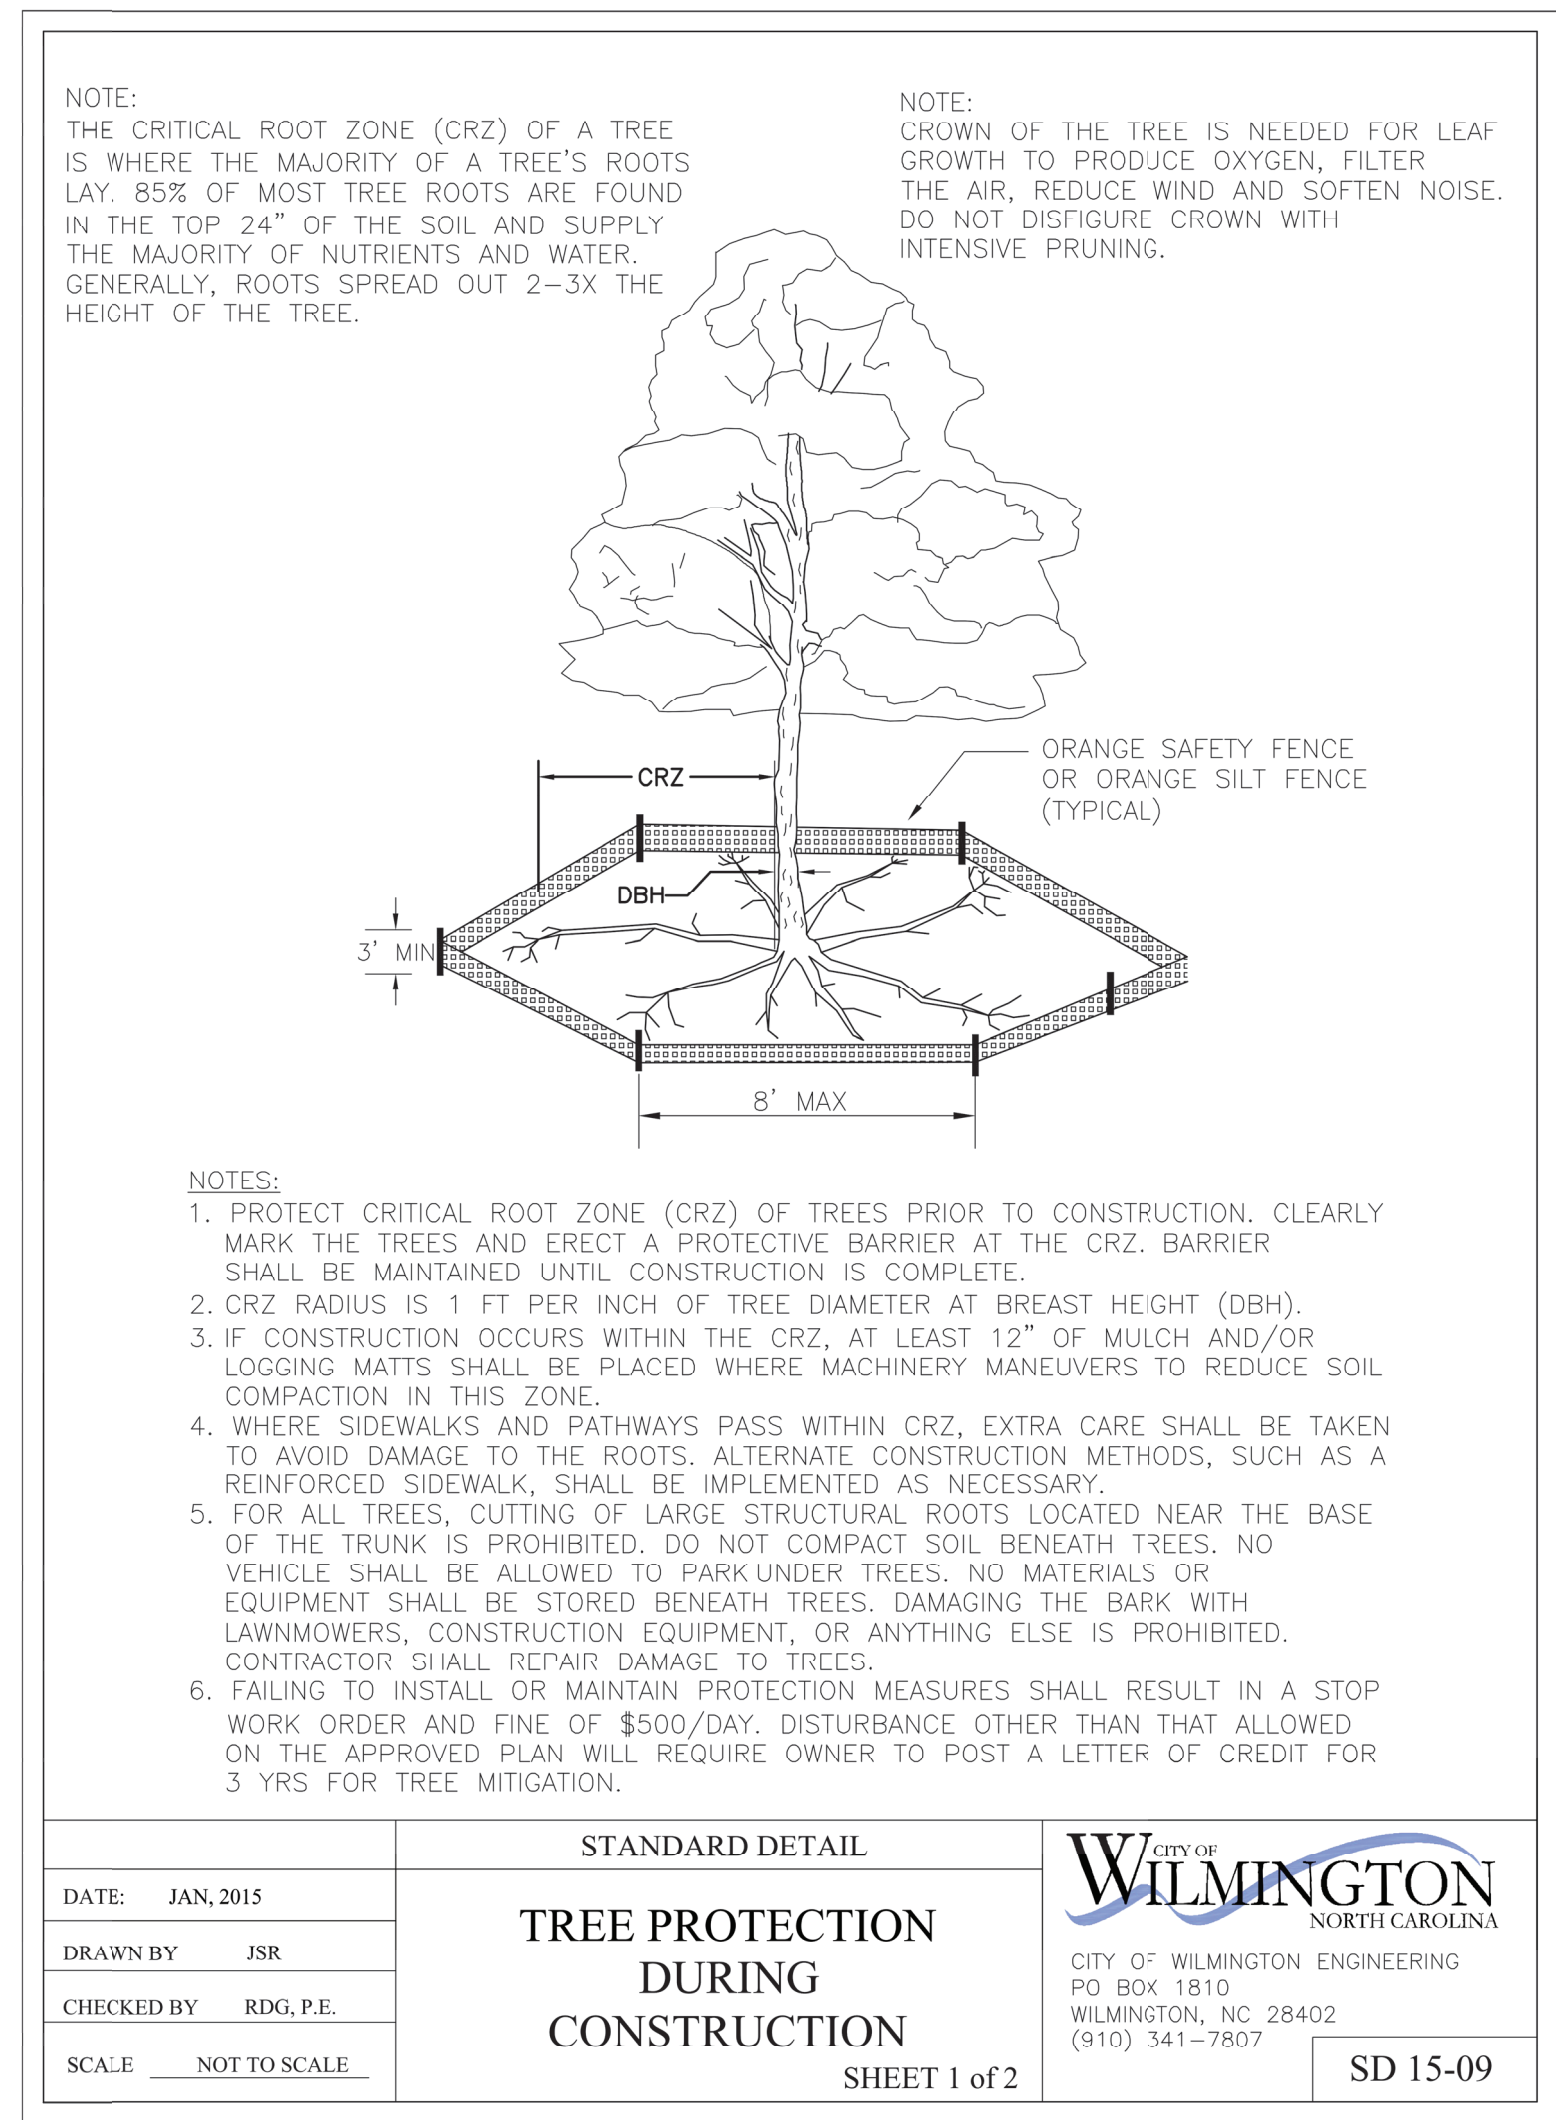 NOTE:
THE CRITICAL ROOT ZONE (CRZ) OF A TREE
IS WHERE THE MAJORITY OF A TREE'S ROOTS
LAY. 85% OF MOST TREE ROOTS ARE FOUND
IN THE TOP 24" OF THE SOIL AND SUPPLY
THE MAJORITY OF NUTRIENTS AND WATER.
GENERALLY, ROOTS SPREAD OUT 2-3X THE
HEIGHT OF THE TREE.
NOTE:
CROWN OF THE TREE IS NEEDED FOR LEAF
GROWTH TO PRODUCE OXYGEN, FILTER
THE AIR, REDUCE WIND AND SOFTEN NOISE.
DO NOT DISFIGURE CROWN WITH
INTENSIVE PRUNING.
ORANGE SAFETY FENCE
OR ORANGE SILT FENCE
(TYPICAL)
CRZ
DBH
3' MIN
8' MAX
NOTES:
1. PROTECT CRITICAL ROOT ZONE (CRZ) OF TREES PRIOR TO CONSTRUCTION. CLEARLY
MARK THE TREES AND ERECT A PROTECTIVE BARRIER AT THE CRZ. BARRIER
SHALL BE MAINTAINED UNTIL CONSTRUCTION IS COMPLETE.
2. CRZ RADIUS IS 1 FT PER INCH OF TREE DIAMETER AT BREAST HEIGHT (DBH).
3. IF CONSTRUCTION OCCURS WITHIN THE CRZ, AT LEAST 12" OF MULCH AND/OR
LOGGING MATTS SHALL BE PLACED WHERE MACHINERY MANEUVERS TO REDUCE SOIL
COMPACTION IN THIS ZONE.
4. WHERE SIDEWALKS AND PATHWAYS PASS WITHIN CRZ, EXTRA CARE SHALL BE TAKEN
TO AVOID DAMAGE TO THE ROOTS. ALTERNATE CONSTRUCTION METHODS, SUCH AS A
REINFORCED SIDEWALK, SHALL BE IMPLEMENTED AS NECESSARY.
5. FOR ALL TREES, CUTTING OF LARGE STRUCTURAL ROOTS LOCATED NEAR THE BASE
OF THE TRUNK IS PROHIBITED. DO NOT COMPACT SOIL BENEATH TREES. NO
VEHICLE SHALL BE ALLOWED TO PARK UNDER TREES. NO MATERIALS OR
EQUIPMENT SHALL BE STORED BENEATH TREES. DAMAGING THE BARK WITH
LAWNMOWERS, CONSTRUCTION EQUIPMENT, OR ANYTHING ELSE IS PROHIBITED.
CONTRACTOR SHALL REPAIR DAMAGE TO TREES.
6. FAILING TO INSTALL OR MAINTAIN PROTECTION MEASURES SHALL RESULT IN A STOP
WORK ORDER AND FINE OF $500/DAY. DISTURBANCE OTHER THAN THAT ALLOWED
ON THE APPROVED PLAN WILL REQUIRE OWNER TO POST A LETTER OF CREDIT FOR
3 YRS FOR TREE MITIGATION.
DATE: JAN, 2015
DRAWN BY JSR
CHECKED BY RDG, P.E.
SCALE NOT TO SCALE
STANDARD DETAIL
TREE PROTECTION
DURING
CONSTRUCTION
SHEET 1 of 2
CITY OF
WILMINGTON
NORTH CAROLINA
CITY OF WILMINGTON ENGINEERING
PO BOX 1810
WILMINGTON, NC 28402
(910) 341-7807
SD 15-09